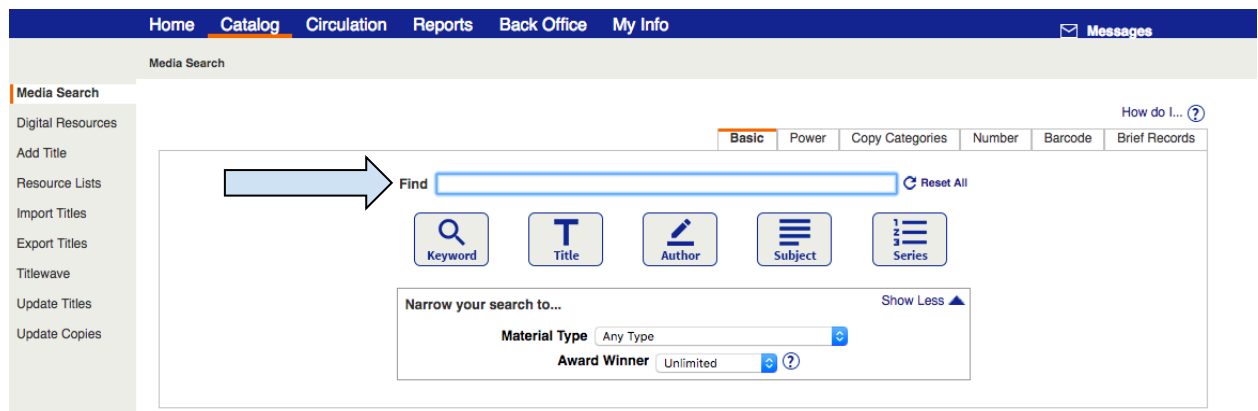 Home Catalog Circulation Reports Back Office My Info Messages
Media Search
Media Search
Digital Resources
Add Title
Resource Lists
Import Titles
Export Titles
Titlewave
Update Titles
Update Copies
How do I... ?
Basic Power Copy Categories Number Barcode Brief Records
Find Reset All
Keyword Title Author Subject Series
Narrow your search to... Show Less
Material Type Any Type
Award Winner Unlimited ?